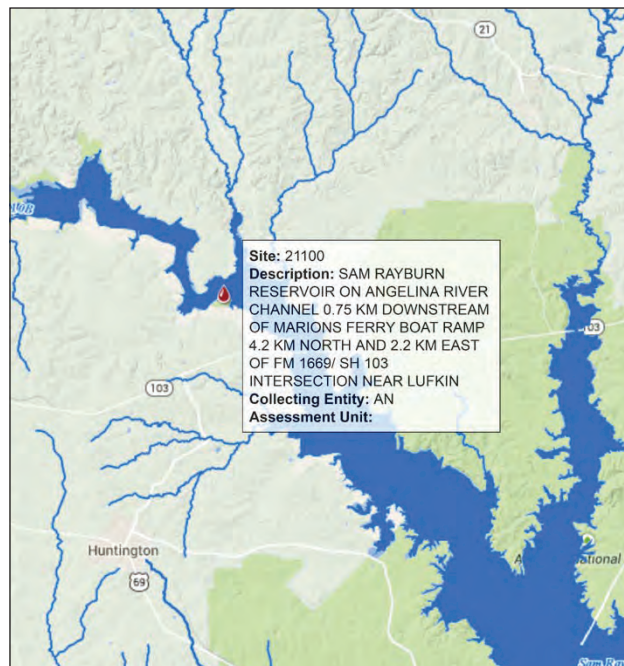 21
Site: 21100
Description: SAM RAYBURN
RESERVOIR ON ANGELINA RIVER
CHANNEL 0.75 KM DOWNSTREAM
OF MARIONS FERRY BOAT RAMP
4.2 KM NORTH AND 2.2 KM EAST
OF FM 1669/ SH 103
INTERSECTION NEAR LUFKIN
Collecting Entity: AN
Assessment Unit:
103
103
Huntington
69